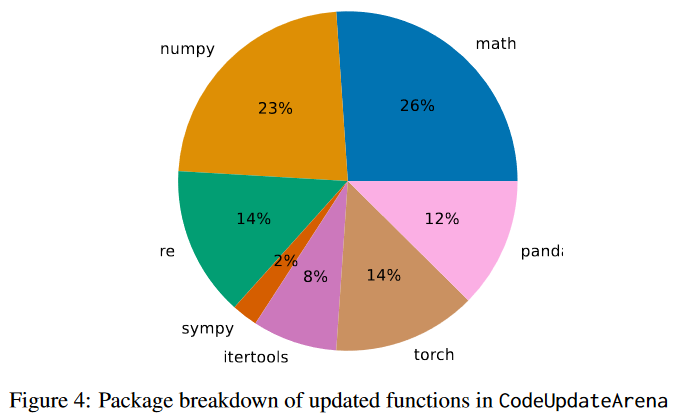 math
numpy
26%
23%
14%
12%
re
2%
8%
14%
sympy
itertools
torch
Figure 4: Package breakdown of updated functions in CodeUpdateArena